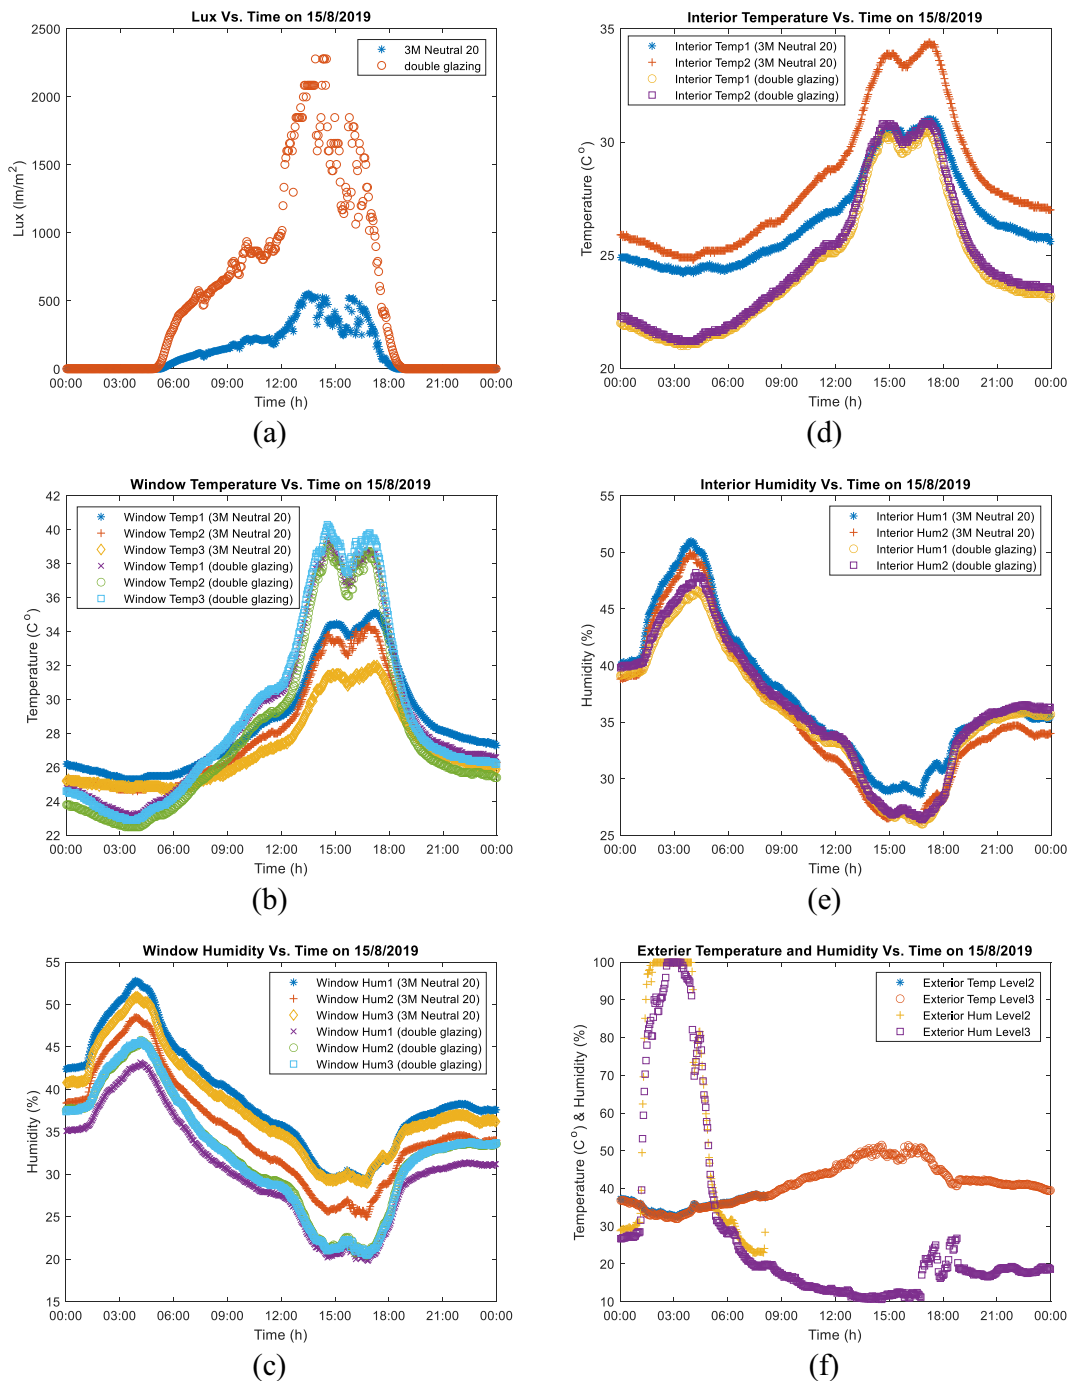 Lux Vs. Time on 15/8/2019
2500
2000
1500
1000
500
0
Lux (lm/m²)
3M Neutral 20
double glazing
00:00 03:00 06:00 09:00 12:00 15:00 18:00 21:00 00:00
Time (h)
(a)
Interior Temperature Vs. Time on 15/8/2019
35
30
25
20
Temperature (C°)
Interior Temp1 (3M Neutral 20)
Interior Temp2 (3M Neutral 20)
Interior Temp1 (double glazing)
Interior Temp2 (double glazing)
00:00 03:00 06:00 09:00 12:00 15:00 18:00 21:00 00:00
Time (h)
(d)
Window Temperature Vs. Time on 15/8/2019
42
40
38
36
34
32
30
28
26
24
22
Temperature (C°)
Window Temp1 (3M Neutral 20)
Window Temp2 (3M Neutral 20)
Window Temp3 (3M Neutral 20)
Window Temp1 (double glazing)
Window Temp2 (double glazing)
Window Temp3 (double glazing)
00:00 03:00 06:00 09:00 12:00 15:00 18:00 21:00 00:00
Time (h)
(b)
Interior Humidity Vs. Time on 15/8/2019
55
50
45
40
35
30
25
Humidity (%)
Interior Hum1 (3M Neutral 20)
Interior Hum2 (3M Neutral 20)
Interior Hum1 (double glazing)
Interior Hum2 (double glazing)
00:00 03:00 06:00 09:00 12:00 15:00 18:00 21:00 00:00
Time (h)
(e)
Window Humidity Vs. Time on 15/8/2019
55
50
45
40
35
30
25
20
15
Humidity (%)
Window Hum1 (3M Neutral 20)
Window Hum2 (3M Neutral 20)
Window Hum3 (3M Neutral 20)
Window Hum1 (double glazing)
Window Hum2 (double glazing)
Window Hum3 (double glazing)
00:00 03:00 06:00 09:00 12:00 15:00 18:00 21:00 00:00
Time (h)
(c)
Exterier Temperature and Humidity Vs. Time on 15/8/2019
100
90
80
70
60
50
40
30
20
10
Temperature (C°) & Humidity (%)
Exterior Temp Level2
Exterior Temp Level3
Exterior Hum Level2
Exterior Hum Level3
00:00 03:00 06:00 09:00 12:00 15:00 18:00 21:00 00:00
Time (h)
(f)